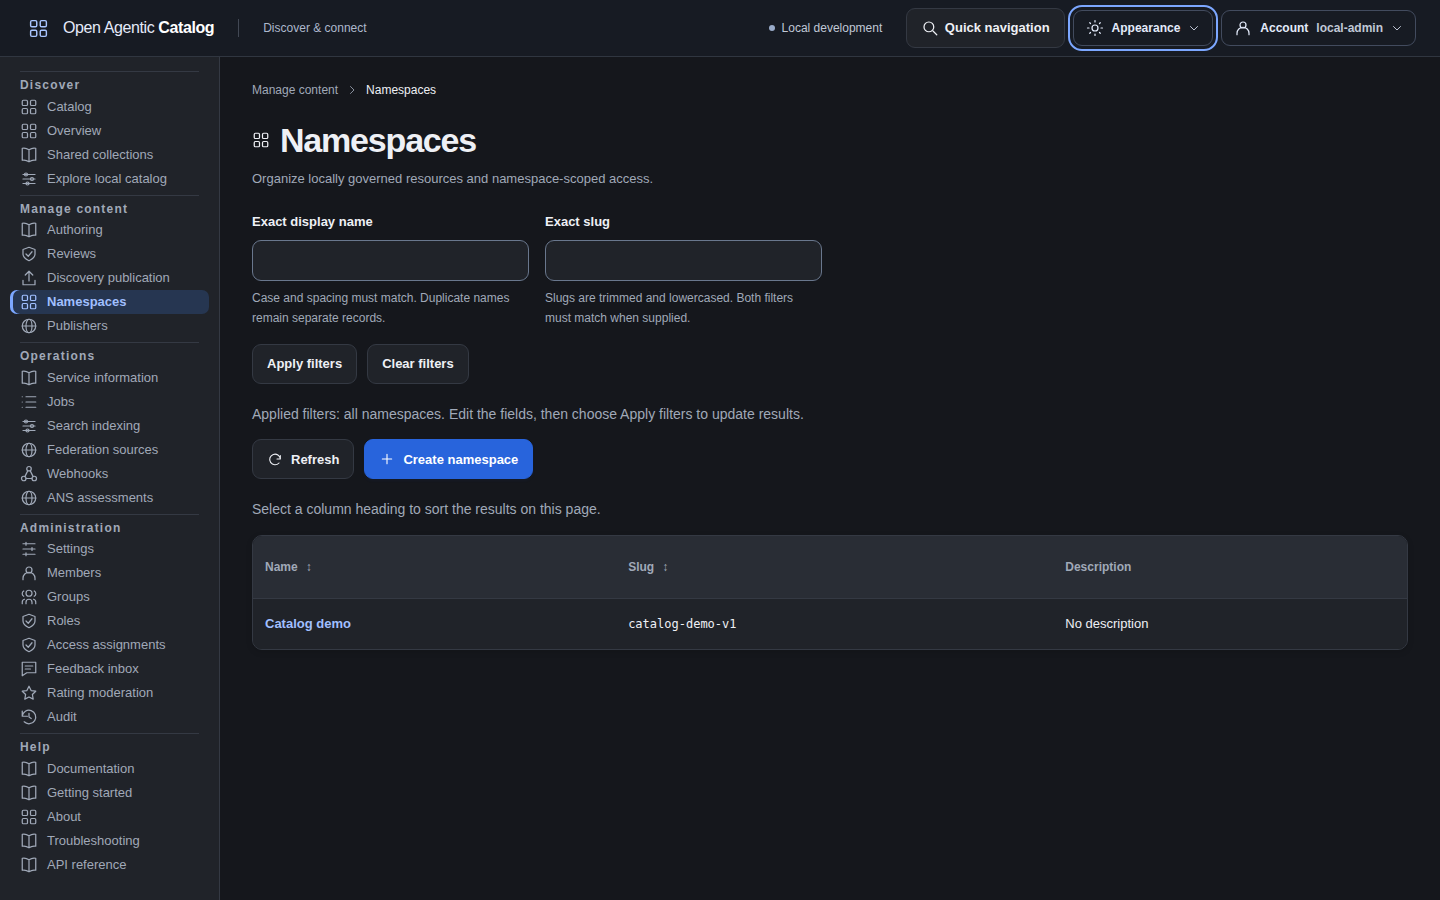 Open Agentic Catalog
Discover & connect
Local development
Quick navigation
Appearance
Account local-admin
Discover
Catalog
Overview
Shared collections
Explore local catalog
Manage content
Authoring
Reviews
Discovery publication
Namespaces
Publishers
Operations
Service information
Jobs
Search indexing
Federation sources
Webhooks
ANS assessments
Administration
Settings
Members
Groups
Roles
Access assignments
Feedback inbox
Rating moderation
Audit
Help
Documentation
Getting started
About
Troubleshooting
API reference
Manage content > Namespaces
Namespaces
Organize locally governed resources and namespace-scoped access.
Exact display name
Case and spacing must match. Duplicate names
remain separate records.
Exact slug
Slugs are trimmed and lowercased. Both filters
must match when supplied.
Apply filters
Clear filters
Applied filters: all namespaces. Edit the fields, then choose Apply filters to update results.
Refresh
Create namespace
Select a column heading to sort the results on this page.
Name ↕ Slug ↕ Description
Catalog demo catalog-demo-v1 No description